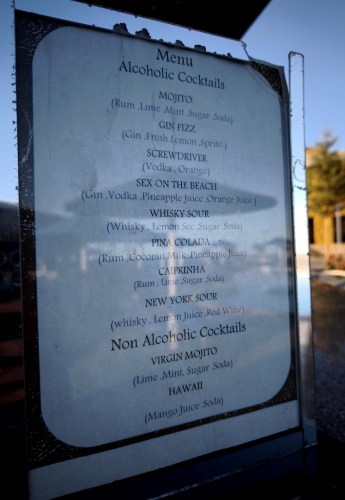 Menu
Alcoholic Cocktails
MOJITO
(Rum ,Lime ,Mint ,Sugar ,Soda)
GIN FIZZ
(Gin ,Fresh Lemon ,Sprite )
SCREWDRIVER
(Vodka , Orange)
SEX ON THE BEACH
(Gin ,Vodka ,Pineapple Juice ,Orange Juice )
WHISKY SOUR
(Whisky , Lemon Sec ,Sugar ,Soda)
PINA COLADA
(Rum ,Coconut Milk ,Pineapple Juice)
CAIPRINHA
(Rum , Lime ,Sugar ,Soda)
NEW YORK SOUR
(whisky , Lemon Juice ,Red Wine)
Non Alcoholic Cocktails
VIRGIN MOJITO
(Lime ,Mint, Sugar ,Soda)
HAWAII
(Mango Juice ,Soda)